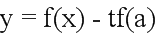 y = f(x) - tf(a)